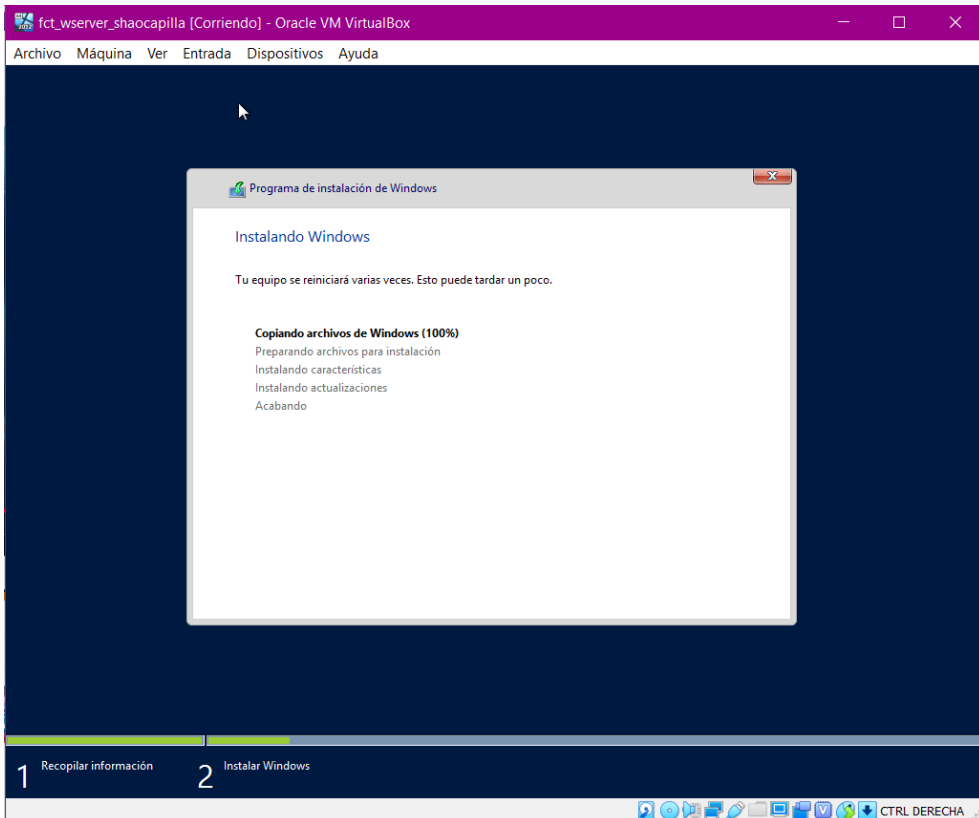 fct_wserver_shaocapilla [Corriendo] - Oracle VM VirtualBox
Archivo Máquina Ver Entrada Dispositivos Ayuda
Programa de instalación de Windows
Instalando Windows
Tu equipo se reiniciará varias veces. Esto puede tardar un poco.
Copiando archivos de Windows (100%)
Preparando archivos para instalación
Instalando características
Instalando actualizaciones
Acabando
1 Recopilar información 2 Instalar Windows
CTRL DERECHA